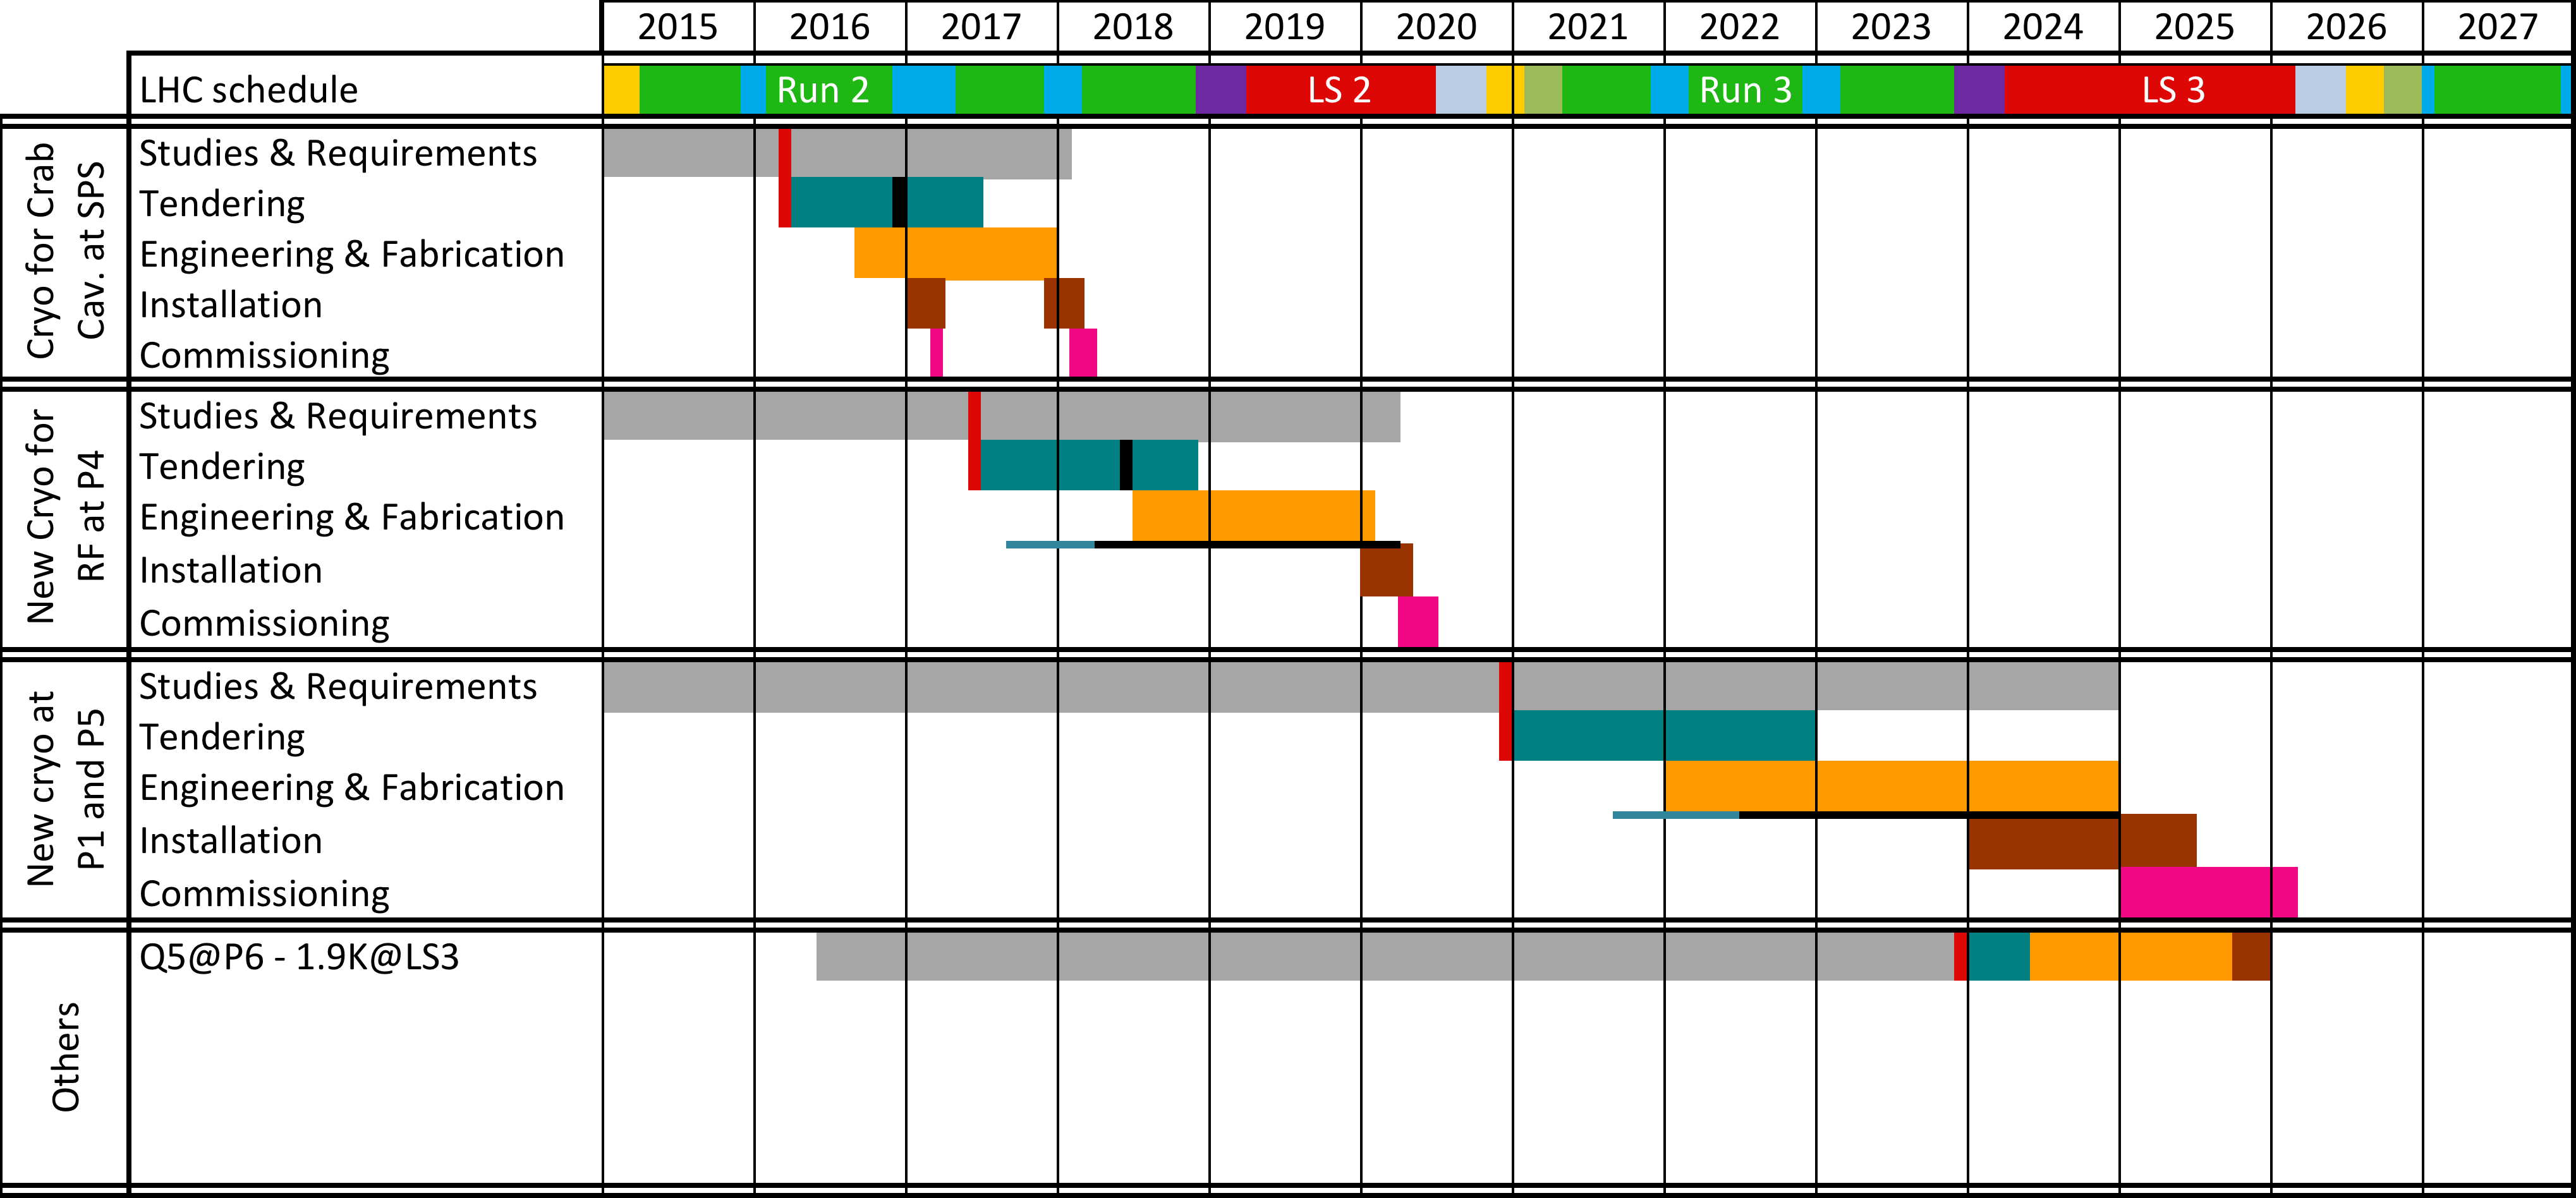 2015 2016 2017 2018 2019 2020 2021 2022 2023 2024 2025 2026 2027
LHC schedule Run 2 LS 2 Run 3 LS 3
Cryo for Crab
Cav. at SPS
Studies & Requirements
Tendering
Engineering & Fabrication
Installation
Commissioning
New Cryo for
RF at P4
Studies & Requirements
Tendering
Engineering & Fabrication
Installation
Commissioning
New cryo at
P1 and P5
Studies & Requirements
Tendering
Engineering & Fabrication
Installation
Commissioning
Others
Q5@P6 - 1.9K@LS3